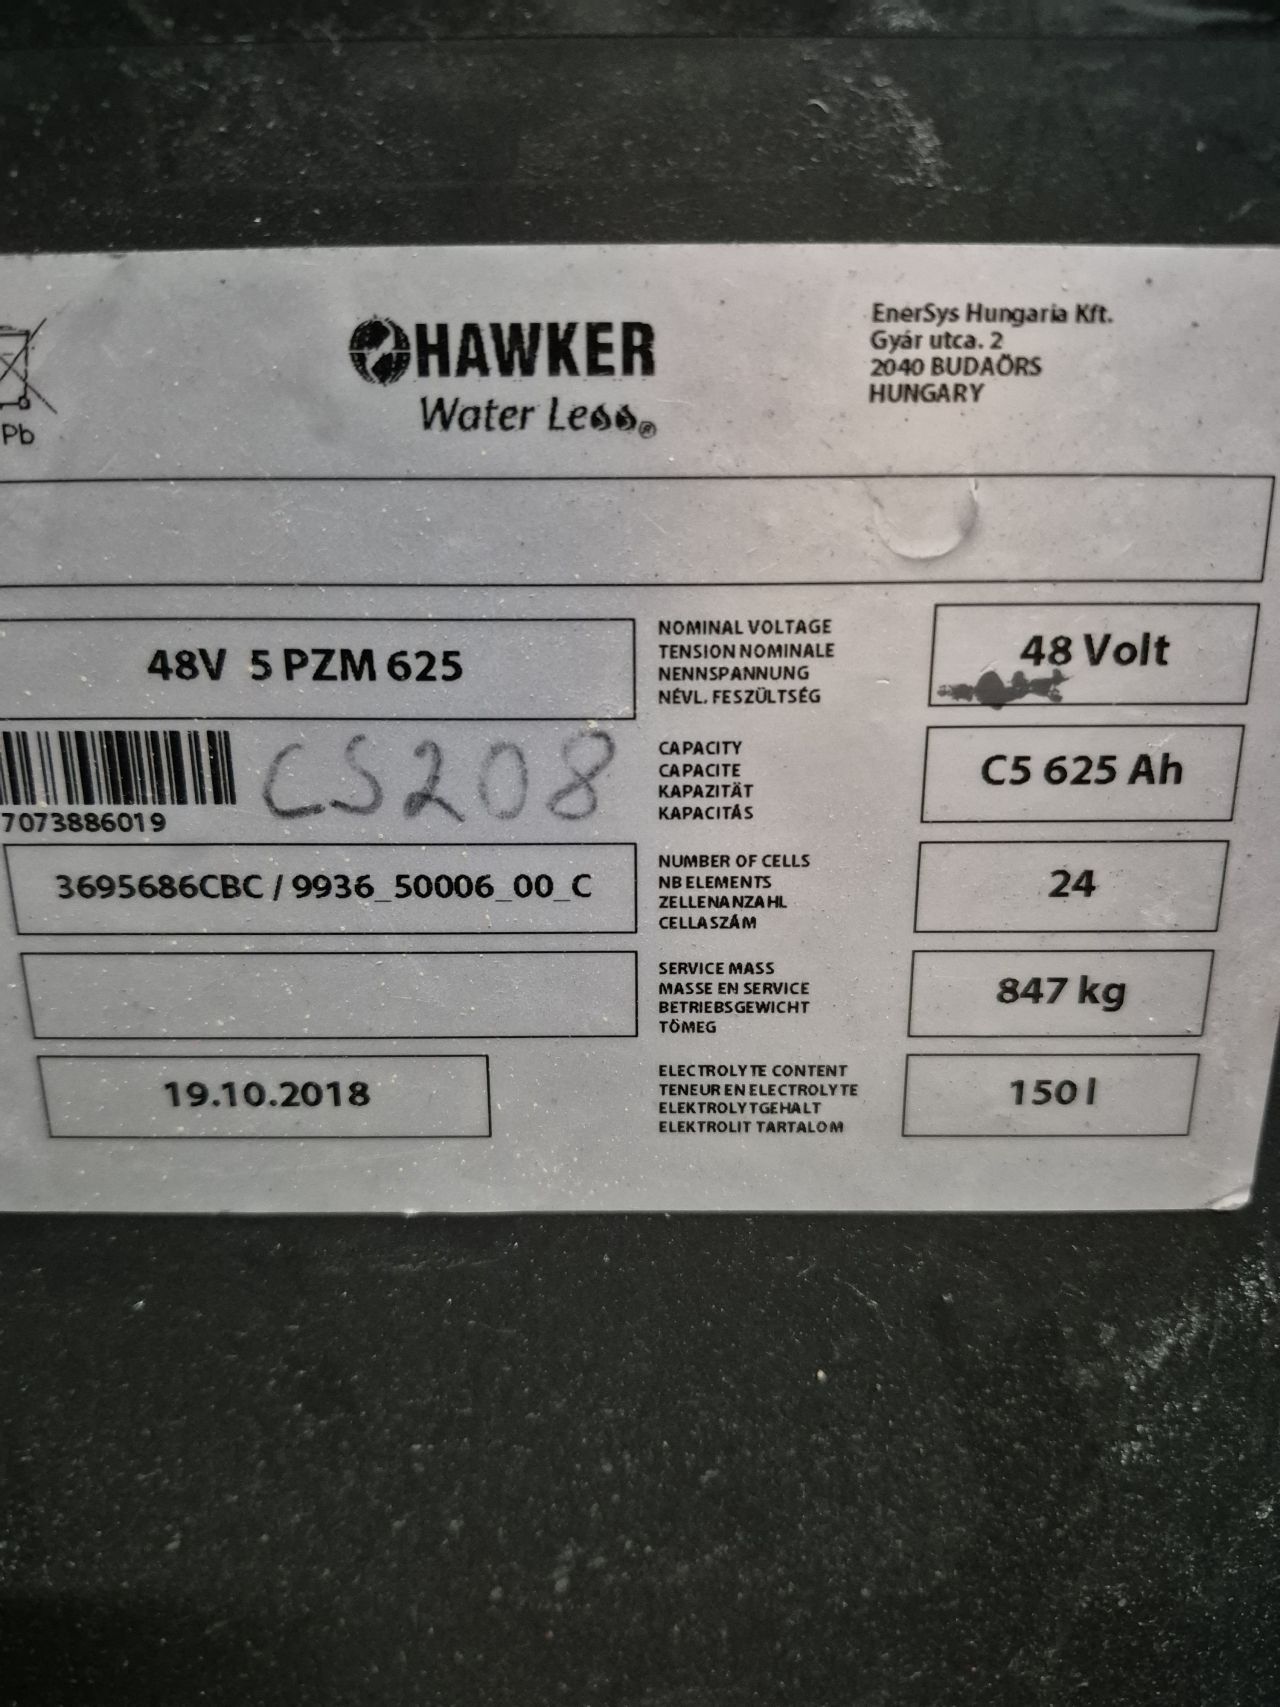 HAWKER
Water Less®
EnerSys Hungaria Kft.
Gyár utca. 2
2040 BUDAÖRS
HUNGARY
Pb
48V 5 PZM 625
NOMINAL VOLTAGE
TENSION NOMINALE
NENNSPANNUNG
NÉVL. FESZÜLTSÉG
48 Volt
7073886019
CS208
CAPACITY
CAPACITE
KAPAZITÄT
KAPACITÁS
C5 625 Ah
3695686CBC / 9936_50006_00_C
NUMBER OF CELLS
NB ELEMENTS
ZELLENANZAHL
CELLASZÁM
24
SERVICE MASS
MASSE EN SERVICE
BETRIEBSGEWICHT
TÖMEG
847 kg
19.10.2018
ELECTROLYTE CONTENT
TENEUR EN ELECTROLYTE
ELEKTROLYTGEHALT
ELEKTROLIT TARTALOM
150 l